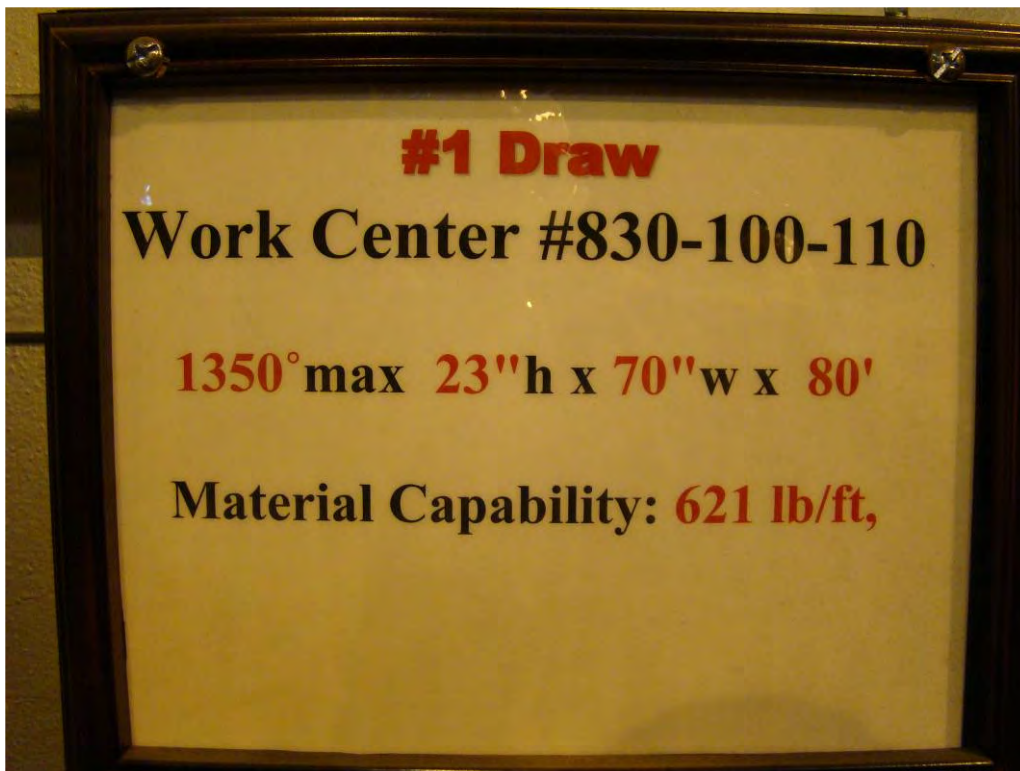 #1 Draw
Work Center #830-100-110
1350°max 23"h x 70"w x 80'
Material Capability: 621 lb/ft,